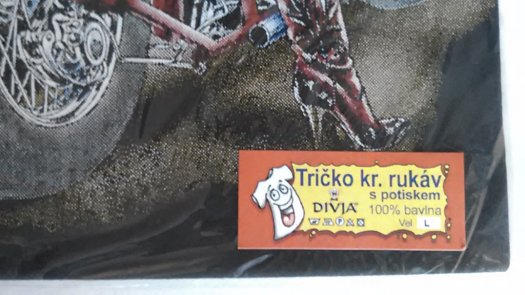 Tričko kr. rukáv
s potiskem
DIVJA
100% bavlna
Vel L